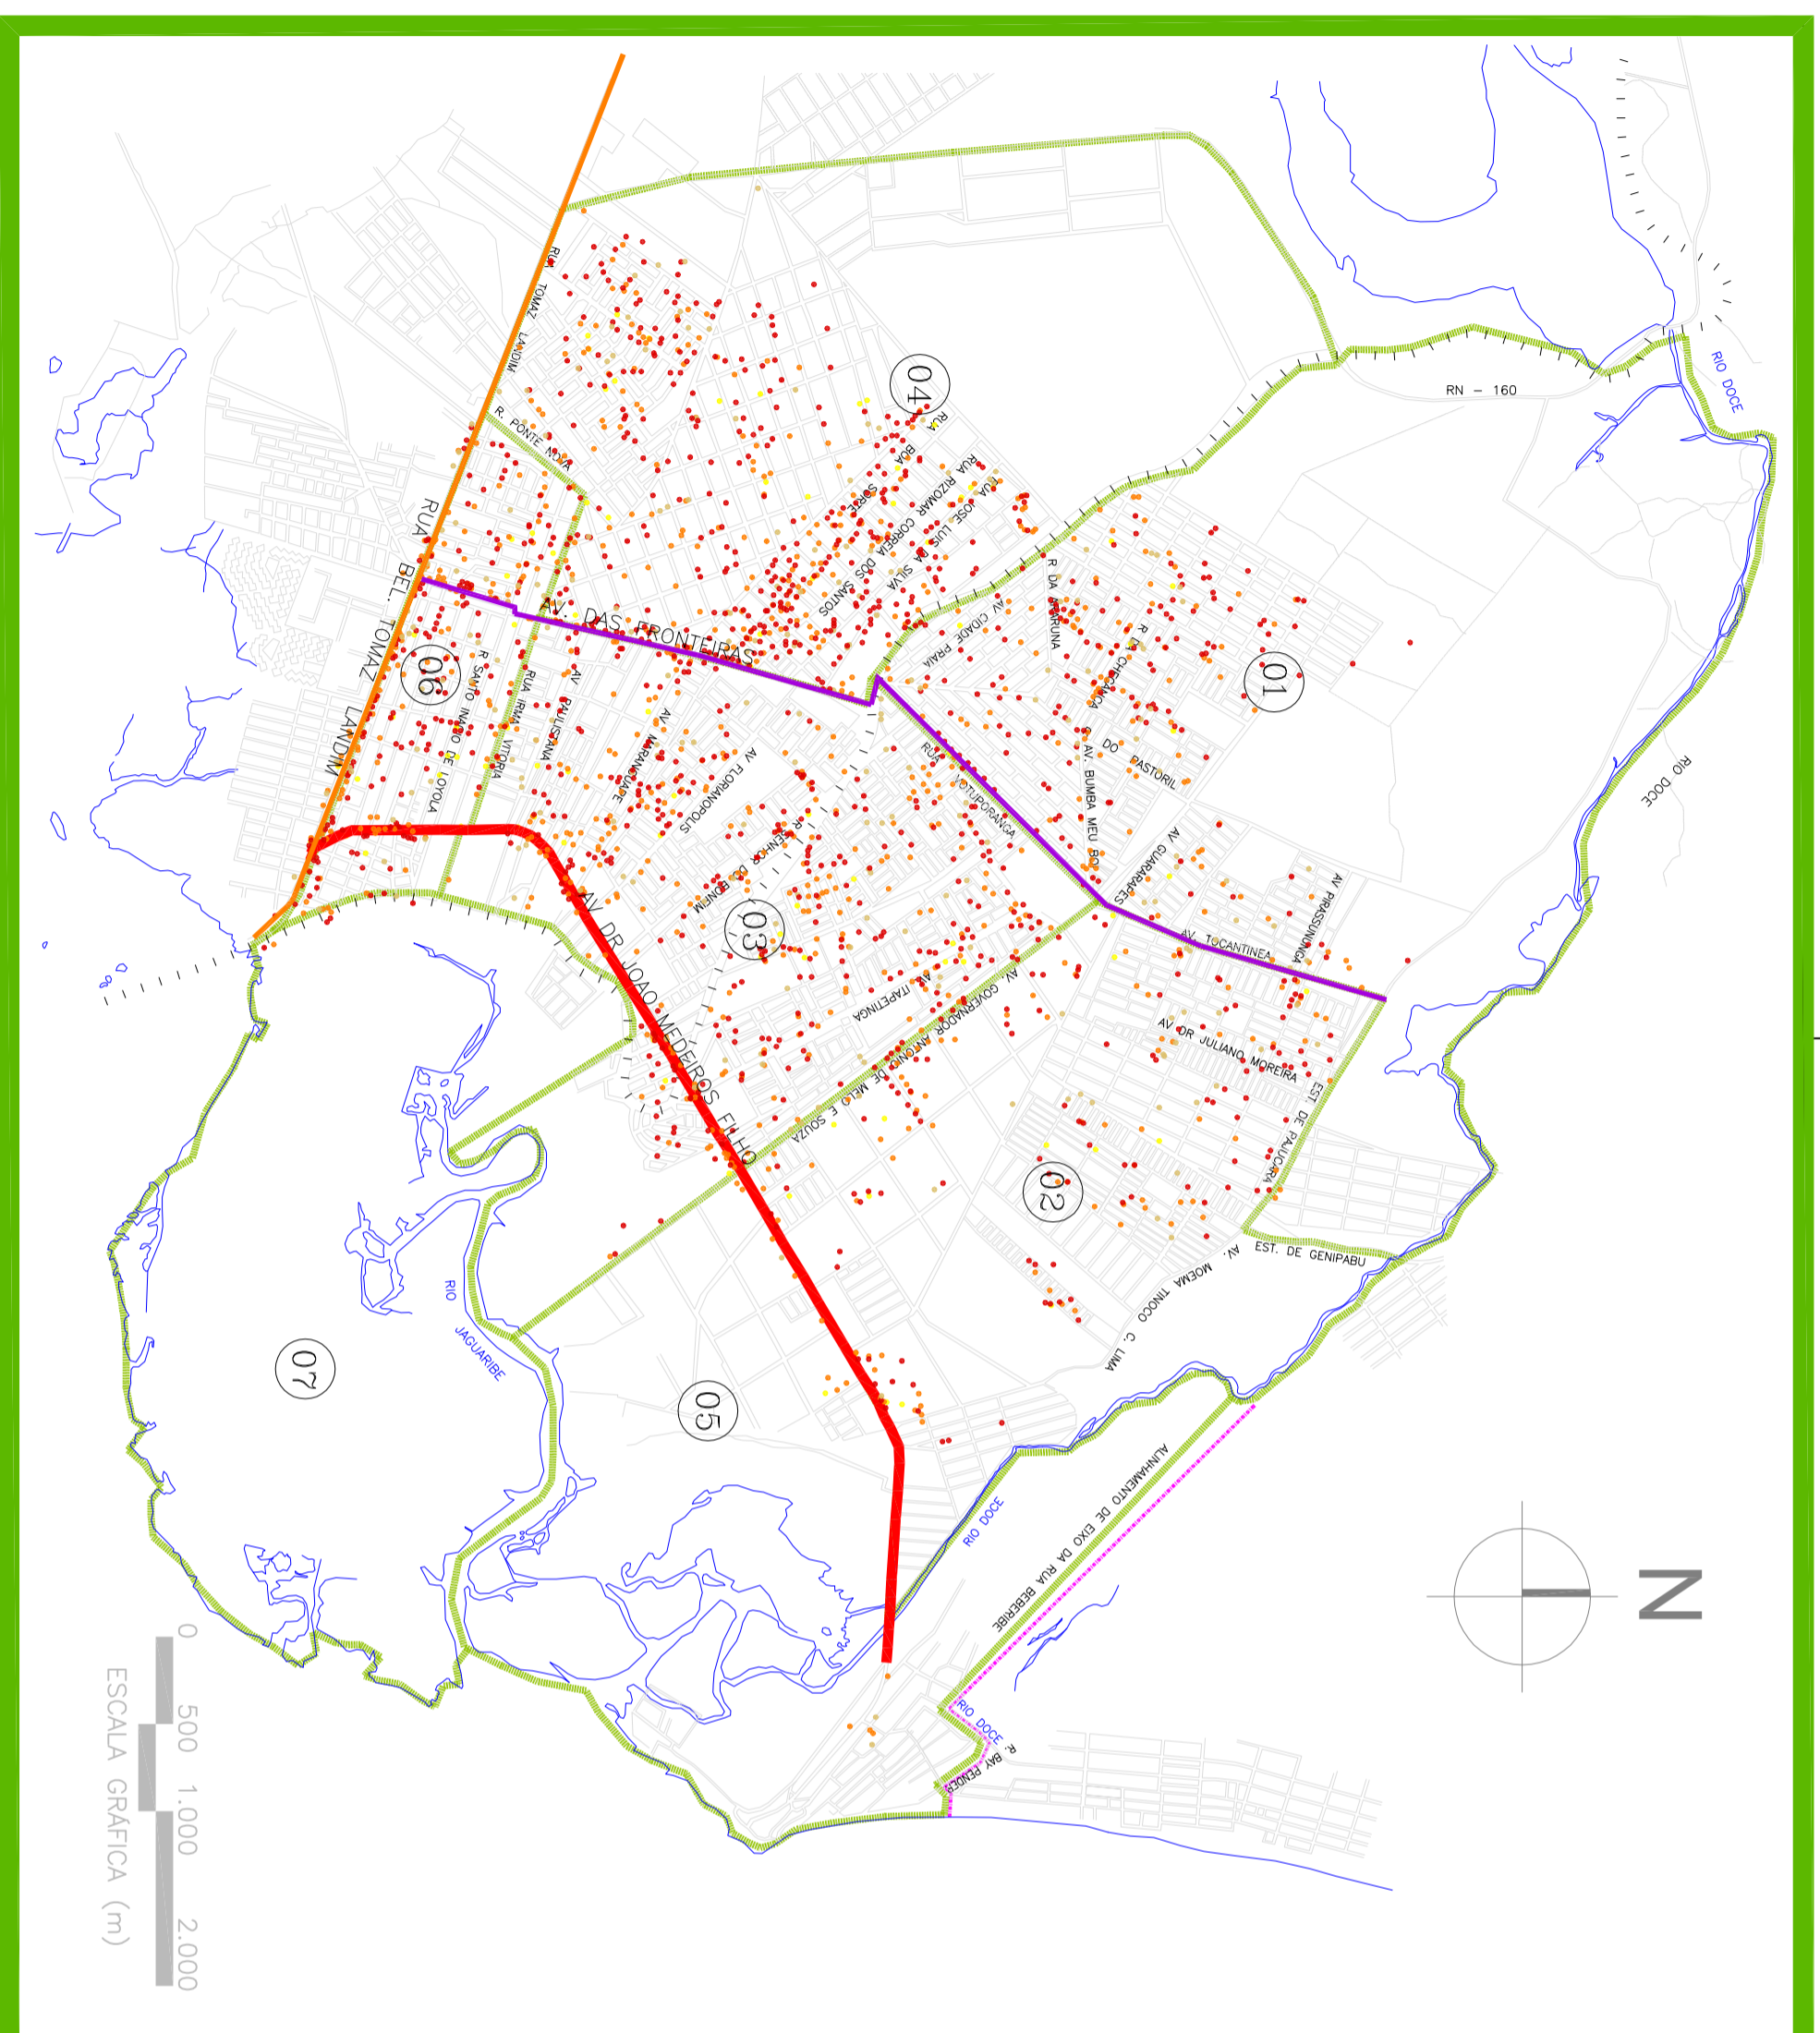 RIO DOCE
RN - 160
04
RUA TOMAZ LANDIM
R. PONTE NOVA
RUA BOA SORTE
RUA RIZOMAR CORREIA DOS SANTOS
RUA JOSE LUIS DA SILVA
AV CIDADE PRAIA
R DA ARARUNA
R DA CHEGANCA
01
DO PASTORIL
AV. BUMBA MEU BOI
RUA BEL. TOMAZ LANDIM
AV. DAS FRONTEIRAS
06
R SANTO INACIO DE LOYOLA
RUA IRMA VITORIA
AV PAULISTANA
AV MARANGUAPE
AV FLORIANOPOLIS
R SENHOR DO BONFIM
RUA VOTUPORANGA
AV GUARARAPES
AV PIRASSUNUNGA
AV. TOCANTINEA
RIO DOCE
03
AV ITAPETINGA
AV. GOVERNADOR ANTONIO DE MELO E SOUZA
AV DR JOAO MEDEIROS FILHO
AV DR JULIANO MOREIRA
EST. DE PAJUCARA
02
EST. DE GENIPABU
AV. MOEMA TINOCO C. LIMA
RIO JAGUARIBE
07
05
ALINHAMENTO DE EIXO DA RUA BEBERIBE
RIO DOCE
RIO DOCE
R. BAY PENDER
N
0 500 1.000 2.000
ESCALA GRÁFICA (m)